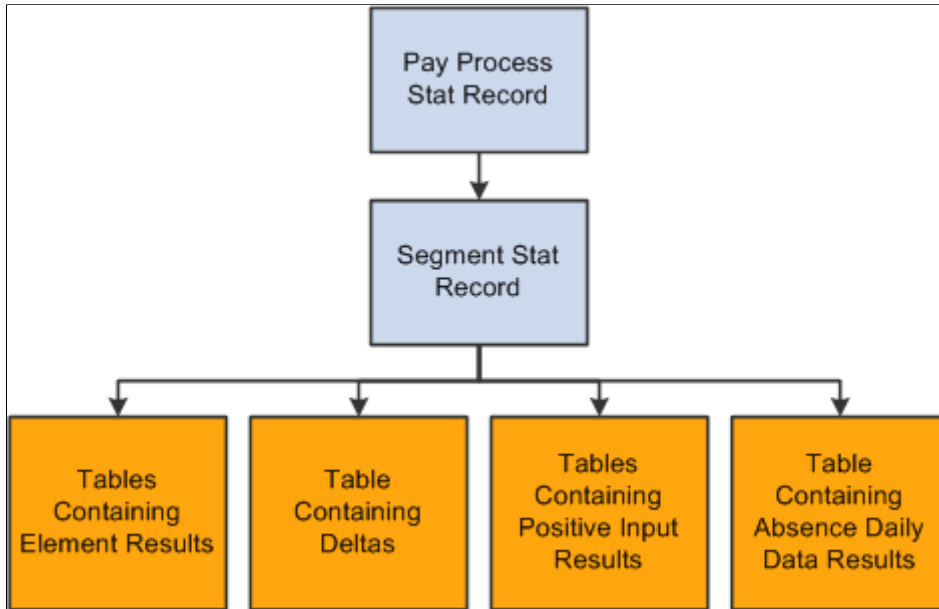 Pay Process
Stat Record
Segment Stat
Record
Tables
Containing
Element Results
Table
Containing
Deltas
Tables
Containing
Positive Input
Results
Table
Containing
Absence Daily
Data Results